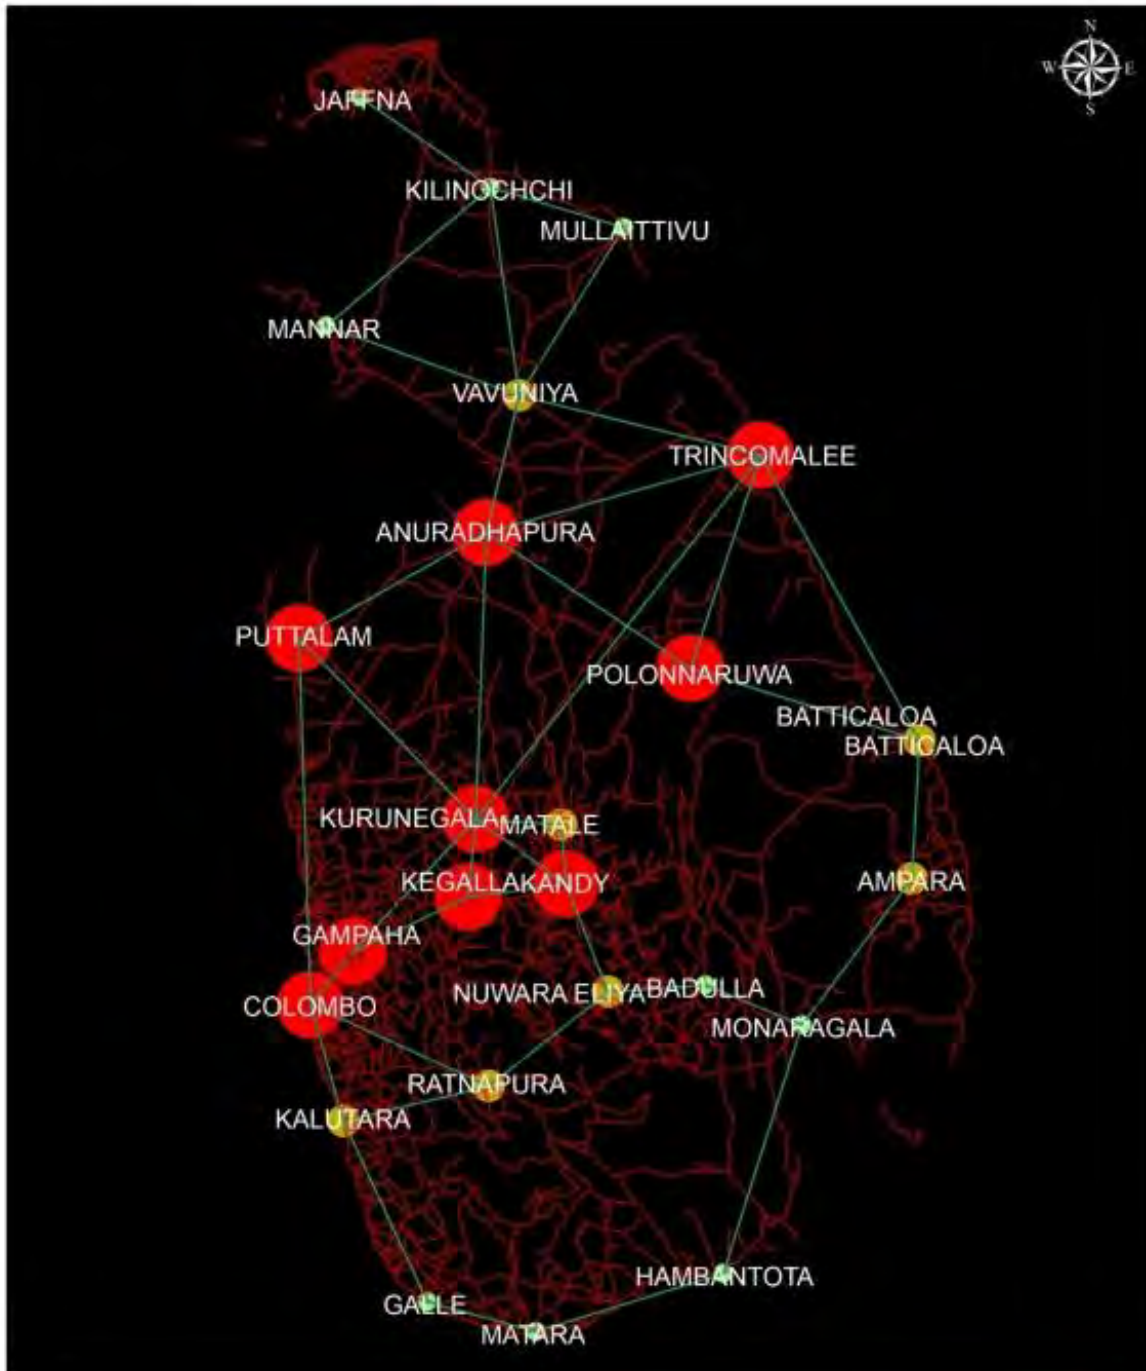 N
W E
S
JAFFNA
KILINOCHCHI
MULLAITTIVU
MANNAR
VAVUNIYA
TRINCOMALEE
ANURADHAPURA
PUTTALAM
POLONNARUWA
BATTICALOA
BATTICALOA
KURUNEGALA
MATALE
KEGALLA
KANDY
GAMPAHA
COLOMBO
AMPARA
NUWARA ELIYA
BADULLA
MONARAGALA
RATNAPURA
KALUTARA
HAMBANTOTA
GALLE
MATARA